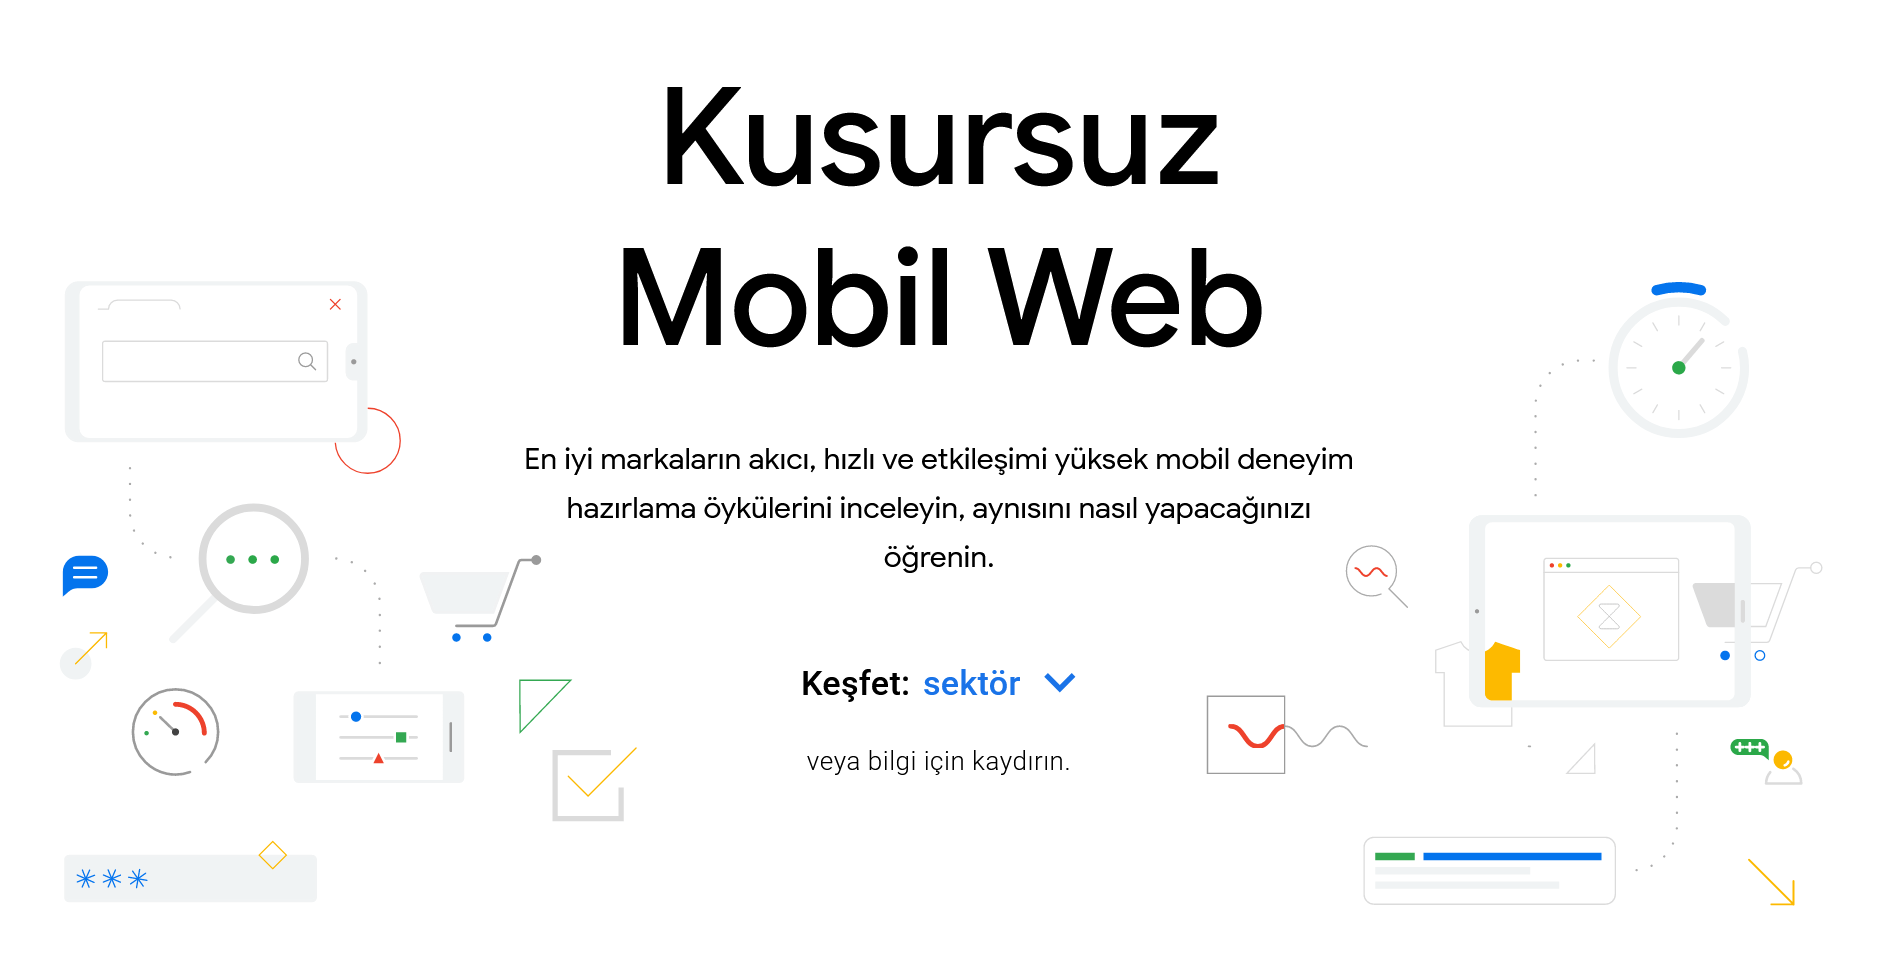 Kusursuz
Mobil Web
En iyi markaların akıcı, hızlı ve etkileşimi yüksek mobil deneyim
hazırlama öykülerini inceleyin, aynısını nasıl yapacağınızı
öğrenin.
Keşfet: sektör
veya bilgi için kaydırın.